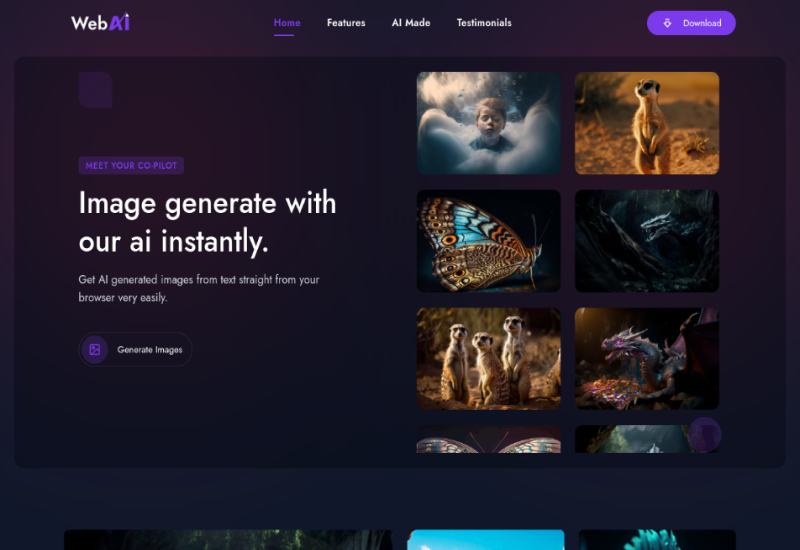 WebAi
Home
Features
AI Made
Testimonials
Download
MEET YOUR CO-PILOT
Image generate with
our ai instantly.
Get AI generated images from text straight from your
browser very easily.
Generate Images